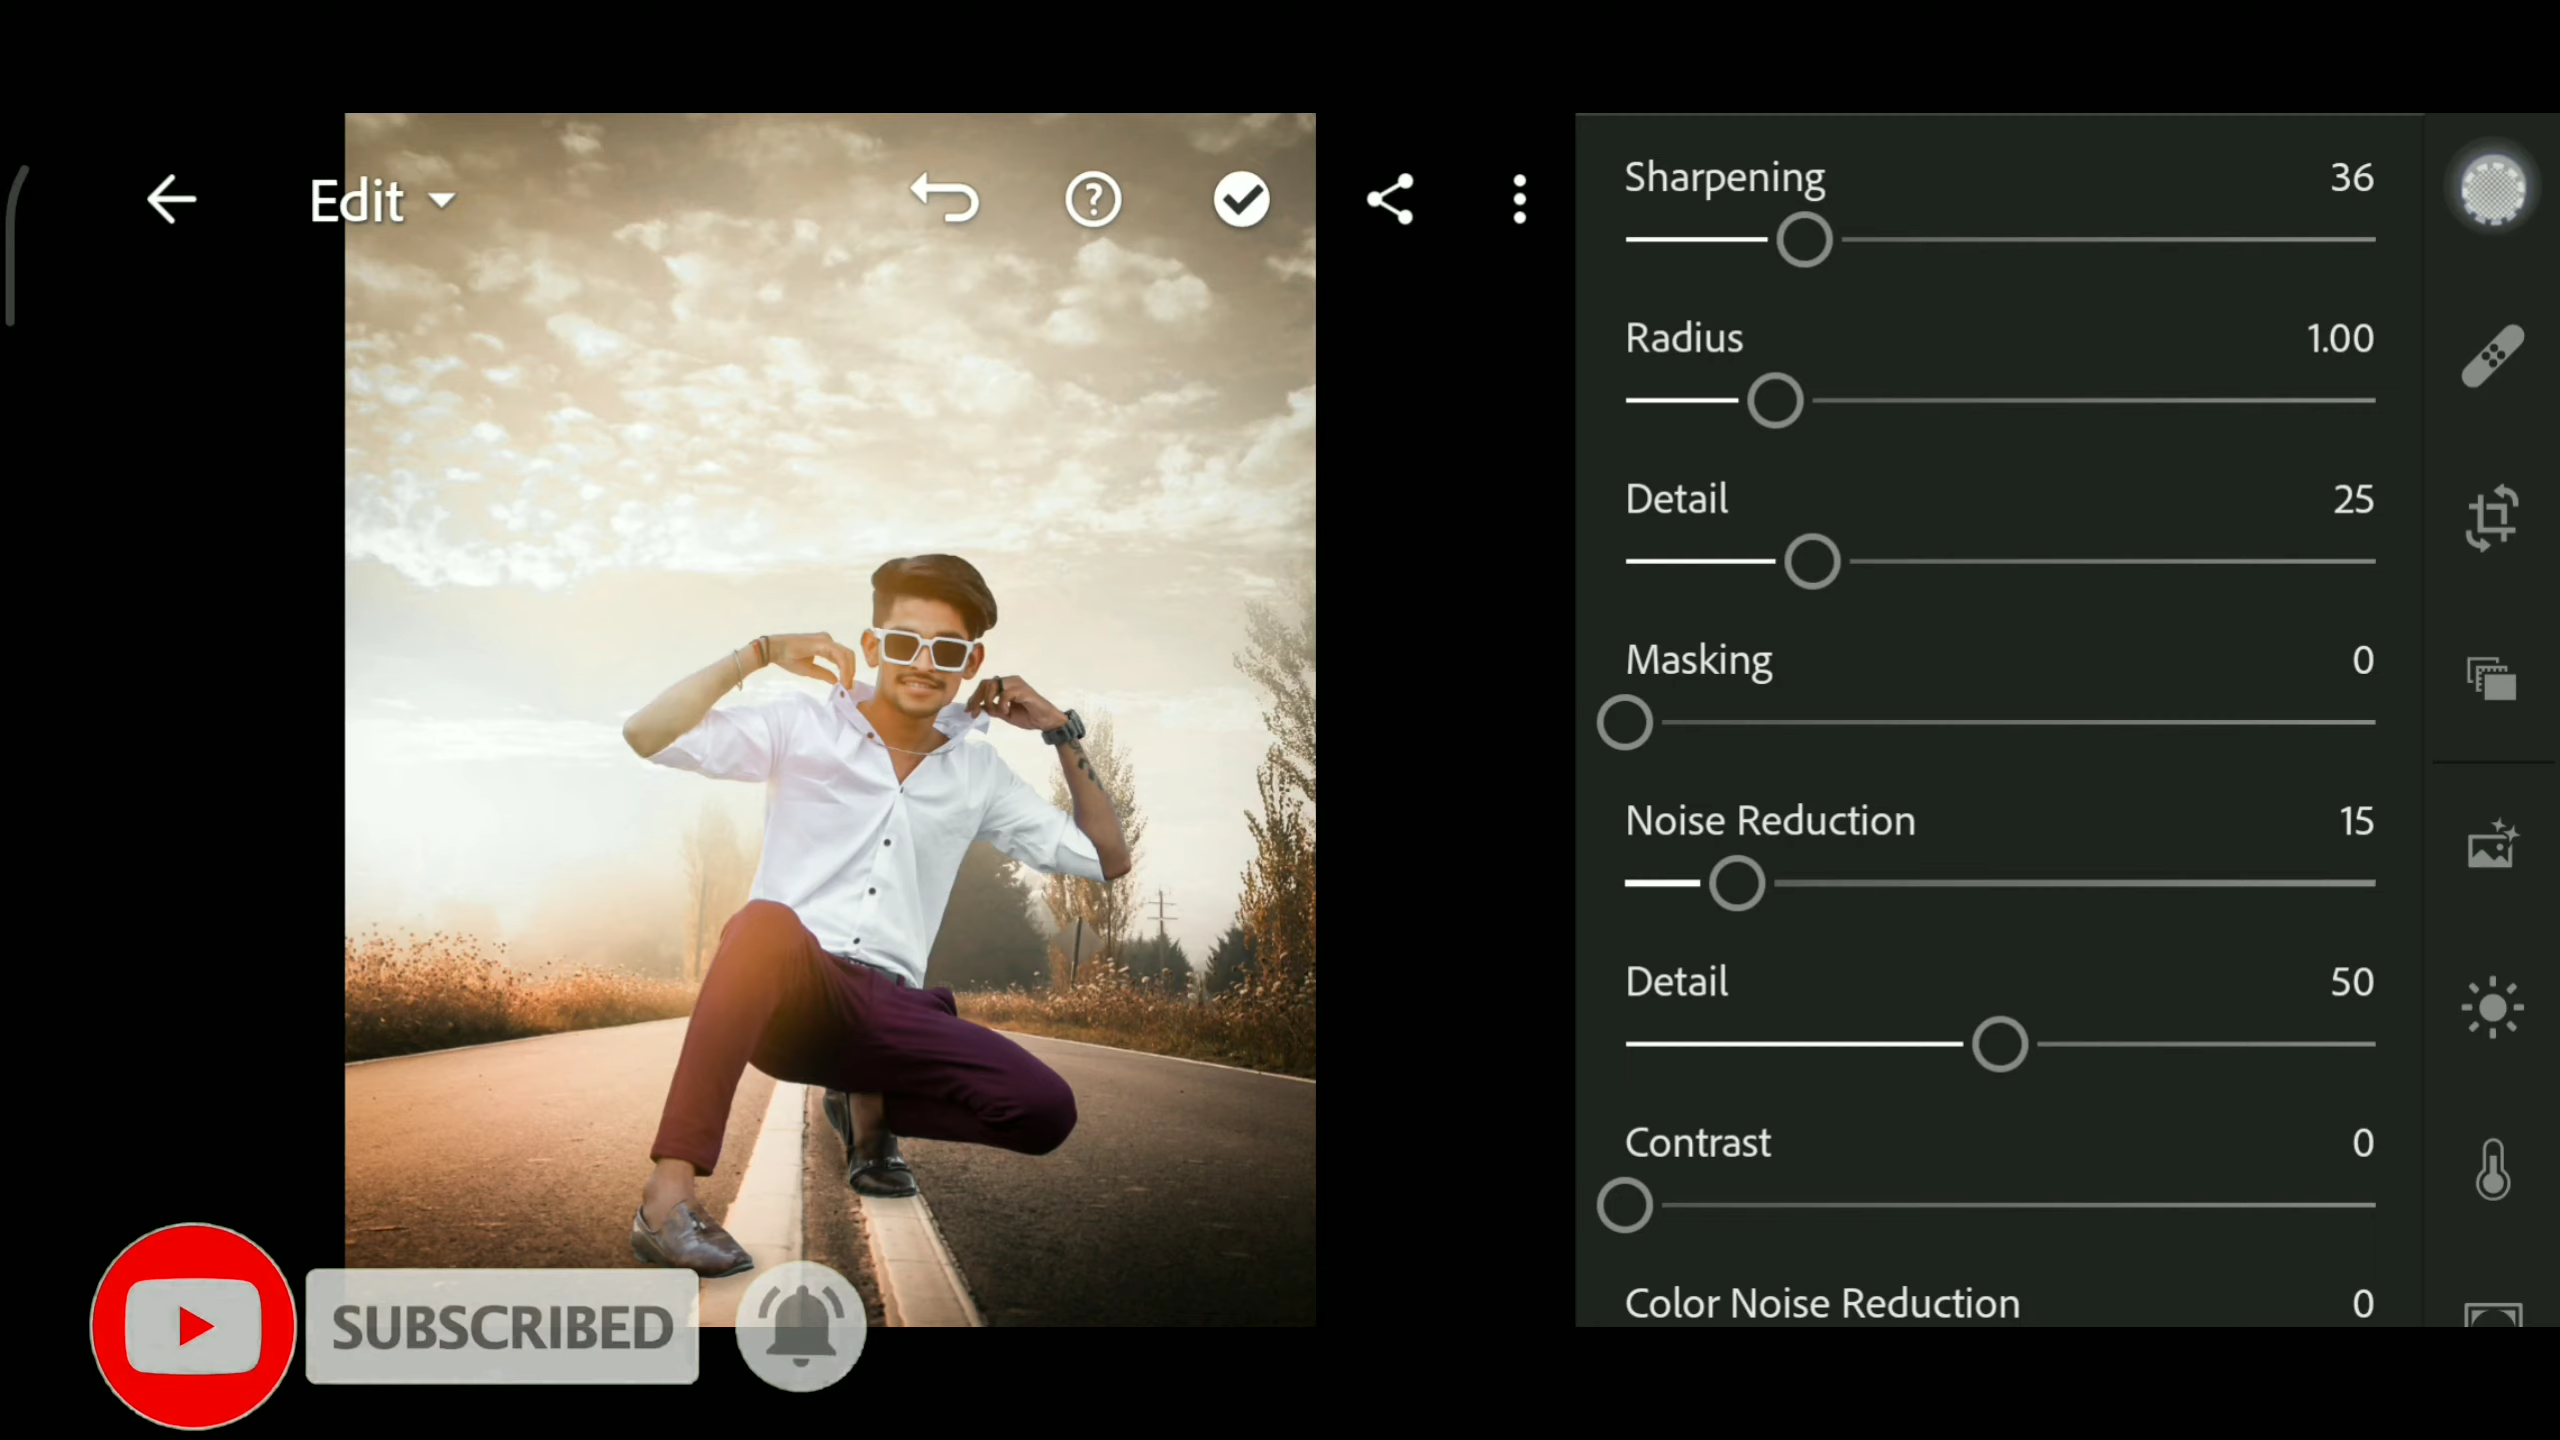 Edit
Sharpening 36
Radius 1.00
Detail 25
Masking 0
Noise Reduction 15
Detail 50
Contrast 0
Color Noise Reduction 0
SUBSCRIBED